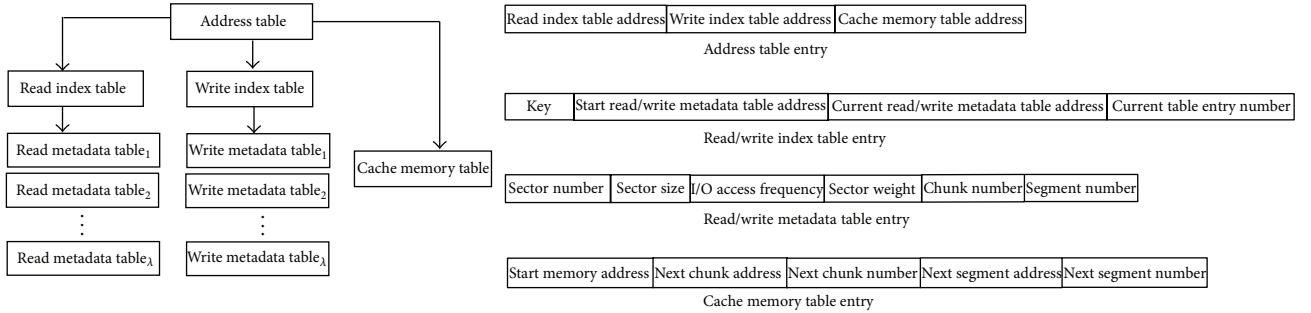 Address table
Read index table
Write index table
Read metadata table₁
Write metadata table₁
Cache memory table
Read metadata table₂
Write metadata table₂
⋮ ⋮
Read metadata table_λ
Write metadata table_λ
Read index table address Write index table address Cache memory table address
Address table entry
Key Start read/write metadata table address Current read/write metadata table address Current table entry number
Read/write index table entry
Sector number Sector size I/O access frequency Sector weight Chunk number Segment number
Read/write metadata table entry
Start memory address Next chunk address Next chunk number Next segment address Next segment number
Cache memory table entry